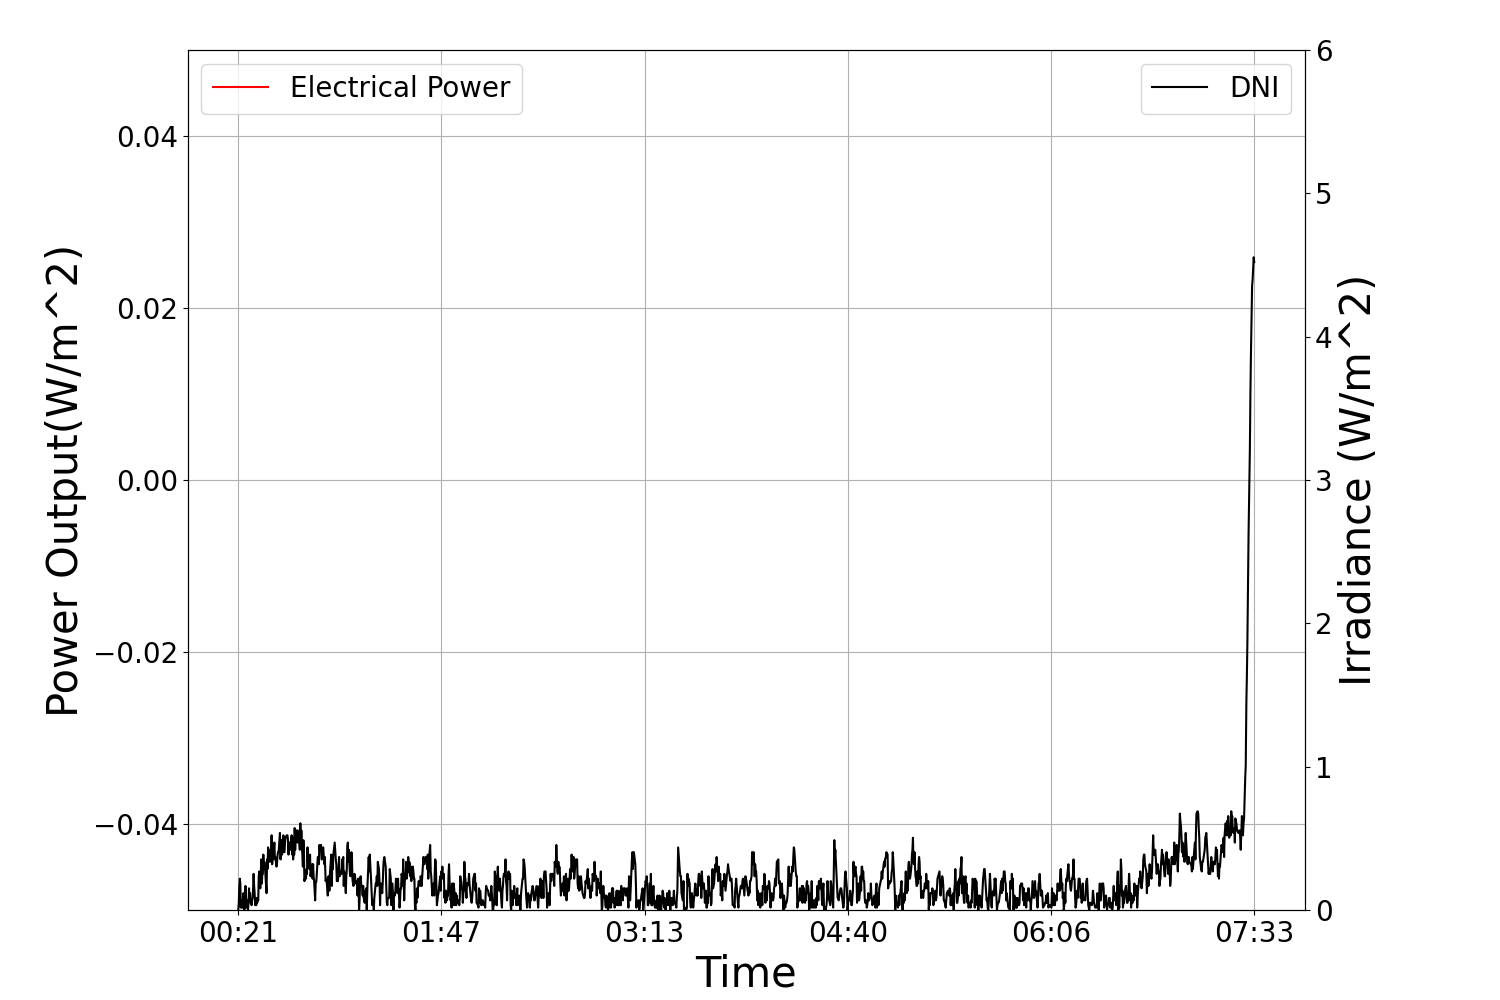 Electrical Power
DNI
Power Output(W/m^2)
0.04
0.02
0.00
−0.02
−0.04
6
5
4
3
2
1
0
Irradiance (W/m^2)
00:21 01:47 03:13 04:40 06:06 07:33
Time